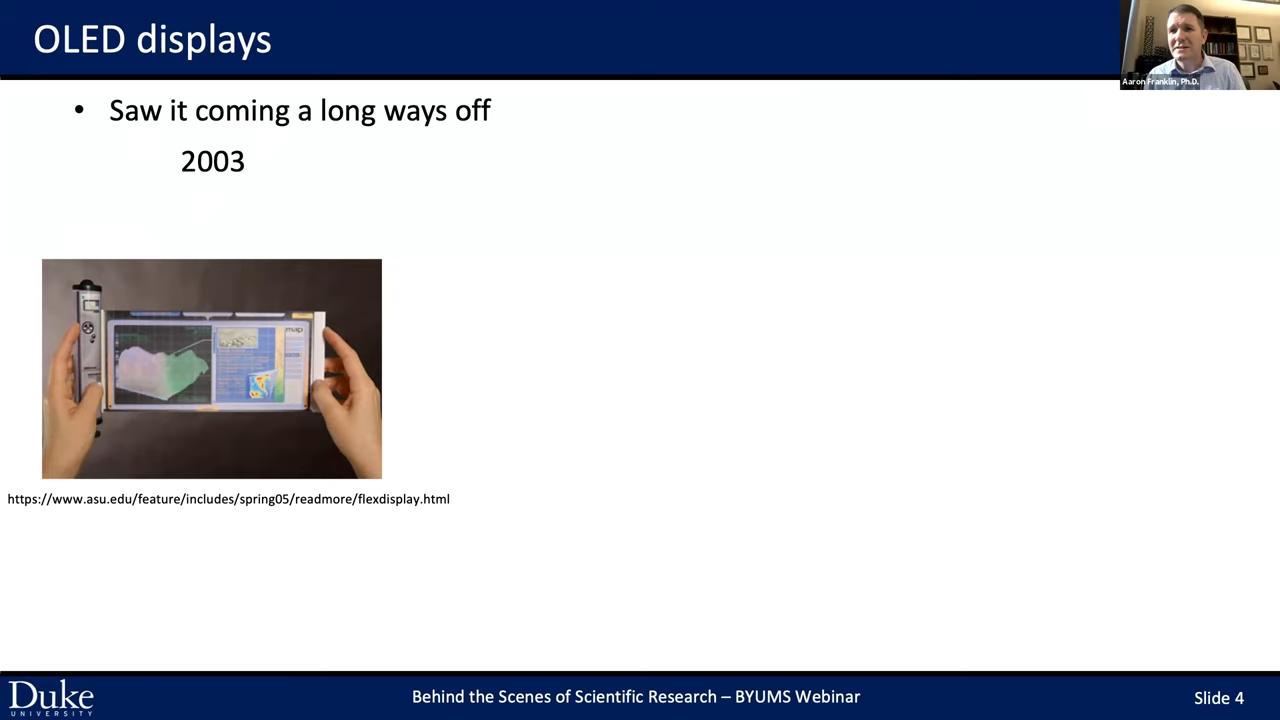 OLED displays
Aaron Franklin, Ph.D.
• Saw it coming a long ways off
2003
map
https://www.asu.edu/feature/includes/spring05/readmore/flexdisplay.html
Duke
UNIVERSITY
Behind the Scenes of Scientific Research – BYUMS Webinar
Slide 4